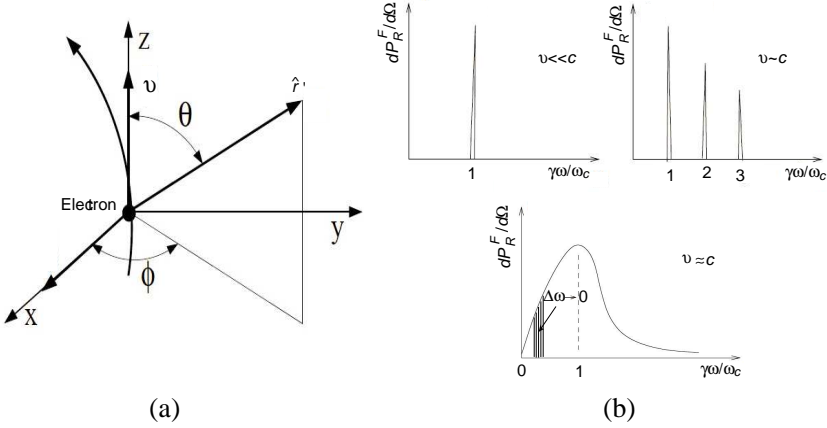 Z
υ
r̂'
θ
Electron
y
ϕ
X
(a)
dP_R^F/dΩ
υ<<c
1
γω/ω_c
dP_R^F/dΩ
υ~c
1 2 3
γω/ω_c
dP_R^F/dΩ
υ≈c
Δω→0
0 1
γω/ω_c
(b)